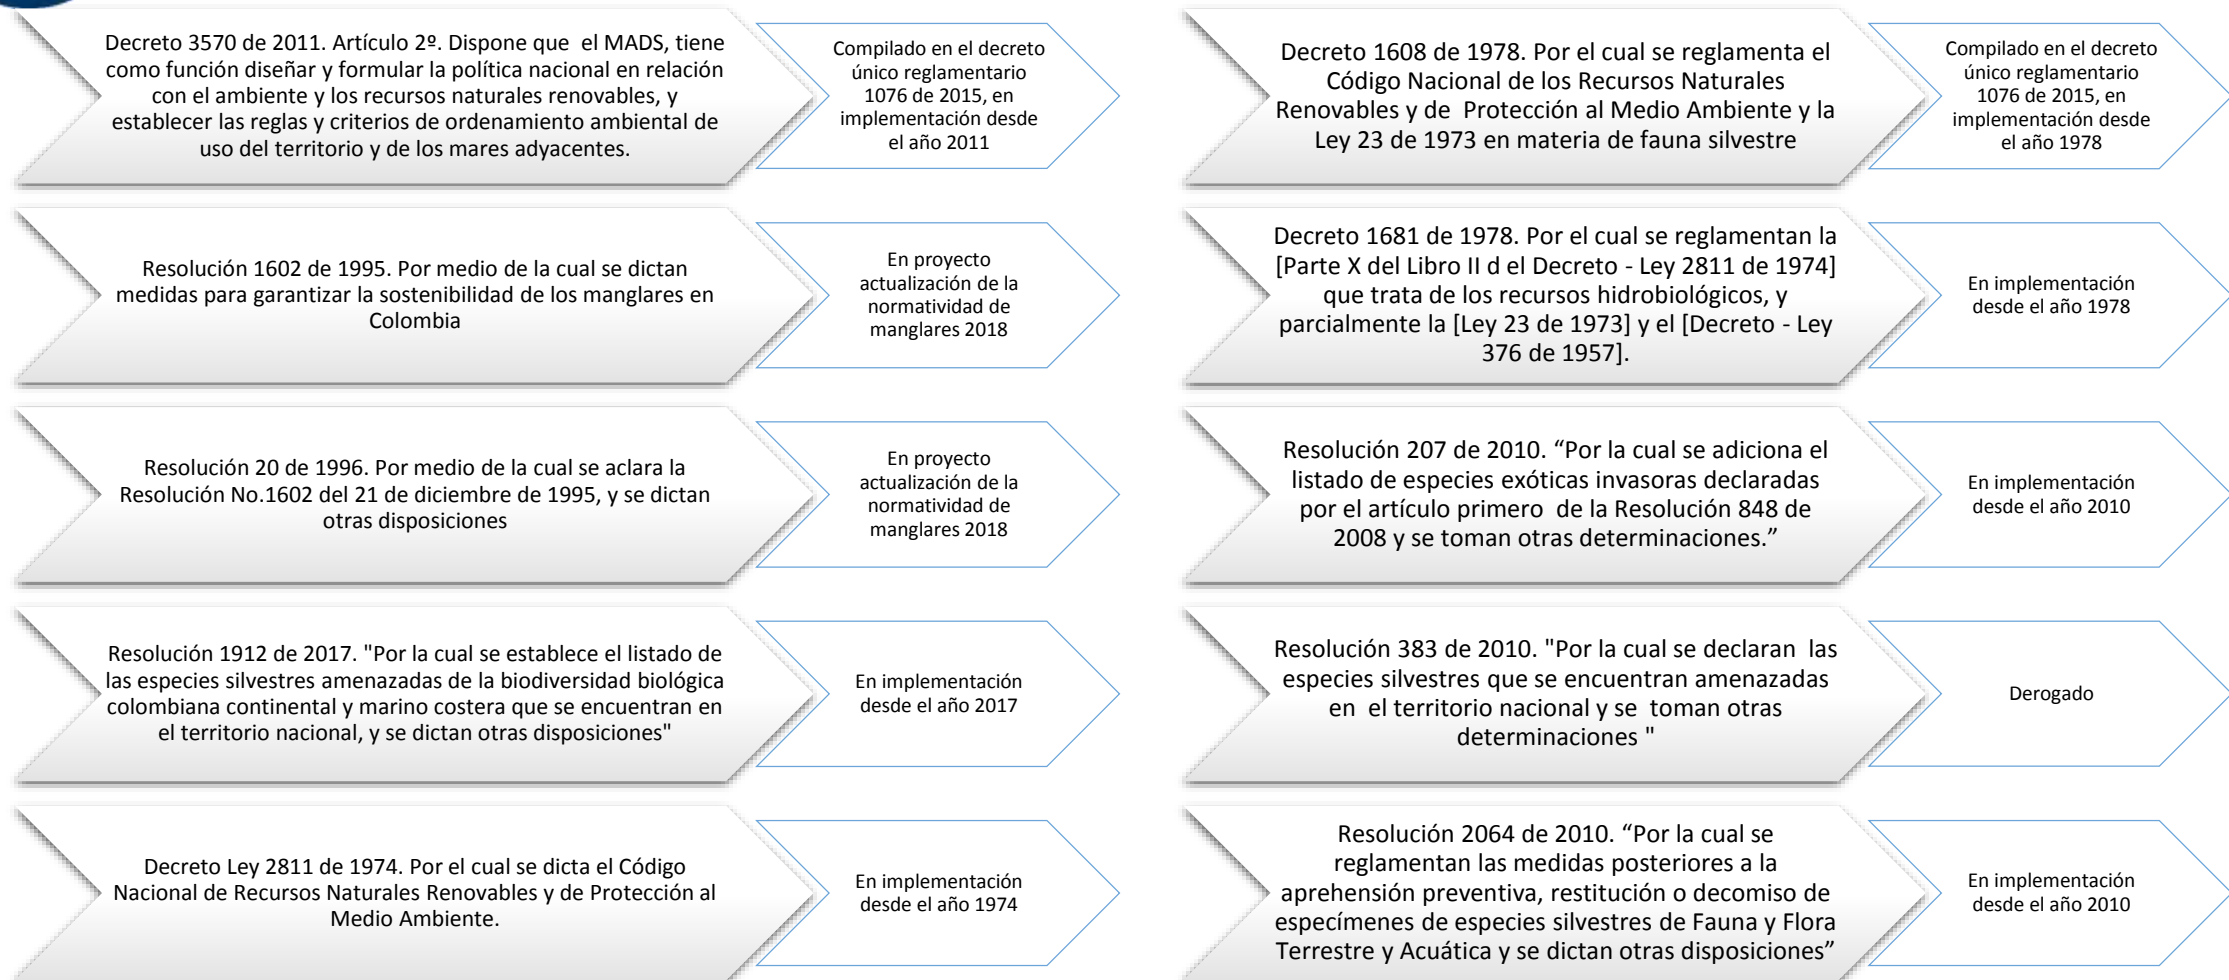 Decreto 3570 de 2011. Artículo 2º. Dispone que  el MADS, tiene
como función diseñar y formular la política nacional en relación
con el ambiente y los recursos naturales renovables, y
establecer las reglas y criterios de ordenamiento ambiental de
uso del territorio y de los mares adyacentes.
Compilado en el decreto
único reglamentario
1076 de 2015, en
implementación desde
el año 2011
Resolución 1602 de 1995. Por medio de la cual se dictan
medidas para garantizar la sostenibilidad de los manglares en
Colombia
En proyecto
actualización de la
normatividad de
manglares 2018
Resolución 20 de 1996. Por medio de la cual se aclara la
Resolución No.1602 del 21 de diciembre de 1995, y se dictan
otras disposiciones
En proyecto
actualización de la
normatividad de
manglares 2018
Resolución 1912 de 2017. "Por la cual se establece el listado de
las especies silvestres amenazadas de la biodiversidad biológica
colombiana continental y marino costera que se encuentran en
el territorio nacional, y se dictan otras disposiciones"
En implementación
desde el año 2017
Decreto Ley 2811 de 1974. Por el cual se dicta el Código
Nacional de Recursos Naturales Renovables y de Protección al
Medio Ambiente.
En implementación
desde el año 1974
Decreto 1608 de 1978. Por el cual se reglamenta el
Código Nacional de los Recursos Naturales
Renovables y de  Protección al Medio Ambiente y la
Ley 23 de 1973 en materia de fauna silvestre
Compilado en el decreto
único reglamentario
1076 de 2015, en
implementación desde
el año 1978
Decreto 1681 de 1978. Por el cual se reglamentan la
[Parte X del Libro II d el Decreto - Ley 2811 de 1974]
que trata de los recursos hidrobiológicos, y
parcialmente la [Ley 23 de 1973] y el [Decreto - Ley
376 de 1957].
En implementación
desde el año 1978
Resolución 207 de 2010. “Por la cual se adiciona el
listado de especies exóticas invasoras declaradas
por el artículo primero  de la Resolución 848 de
2008 y se toman otras determinaciones.”
En implementación
desde el año 2010
Resolución 383 de 2010. "Por la cual se declaran  las
especies silvestres que se encuentran amenazadas
en  el territorio nacional y se  toman otras
determinaciones "
Derogado
Resolución 2064 de 2010. “Por la cual se
reglamentan las medidas posteriores a la
aprehensión preventiva, restitución o decomiso de
especímenes de especies silvestres de Fauna y Flora
Terrestre y Acuática y se dictan otras disposiciones”
En implementación
desde el año 2010